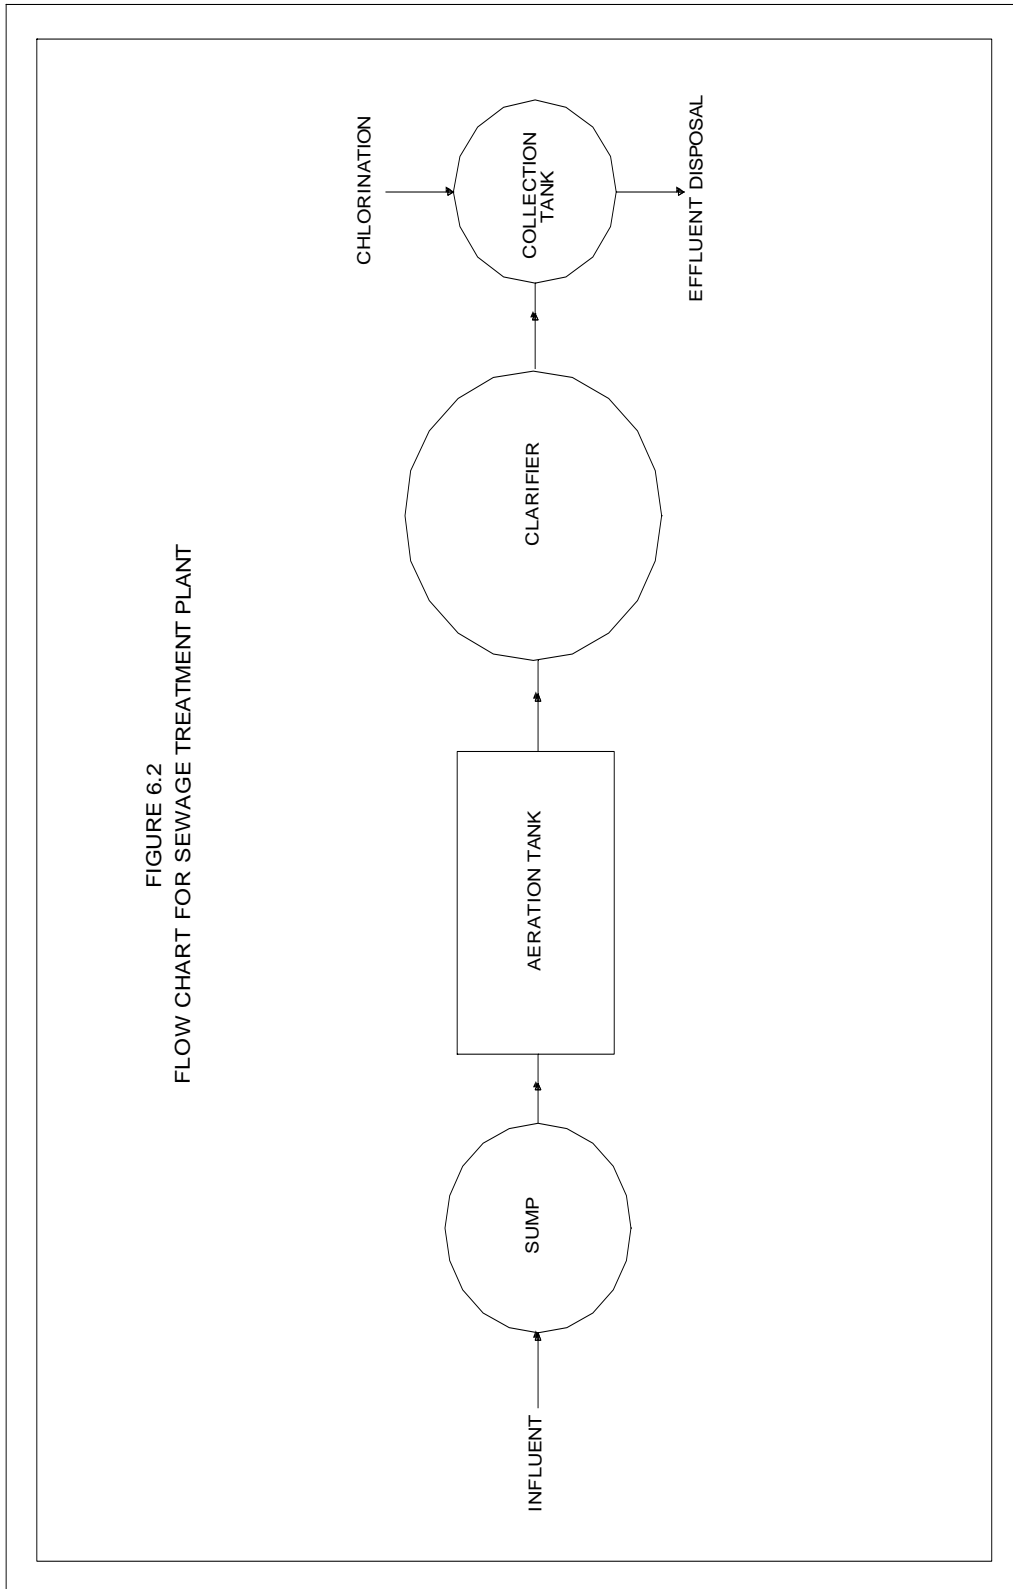 FIGURE 6.2
FLOW CHART FOR SEWAGE TREATMENT PLANT
INFLUENT
SUMP
AERATION TANK
CLARIFIER
CHLORINATION
COLLECTION
TANK
EFFLUENT DISPOSAL